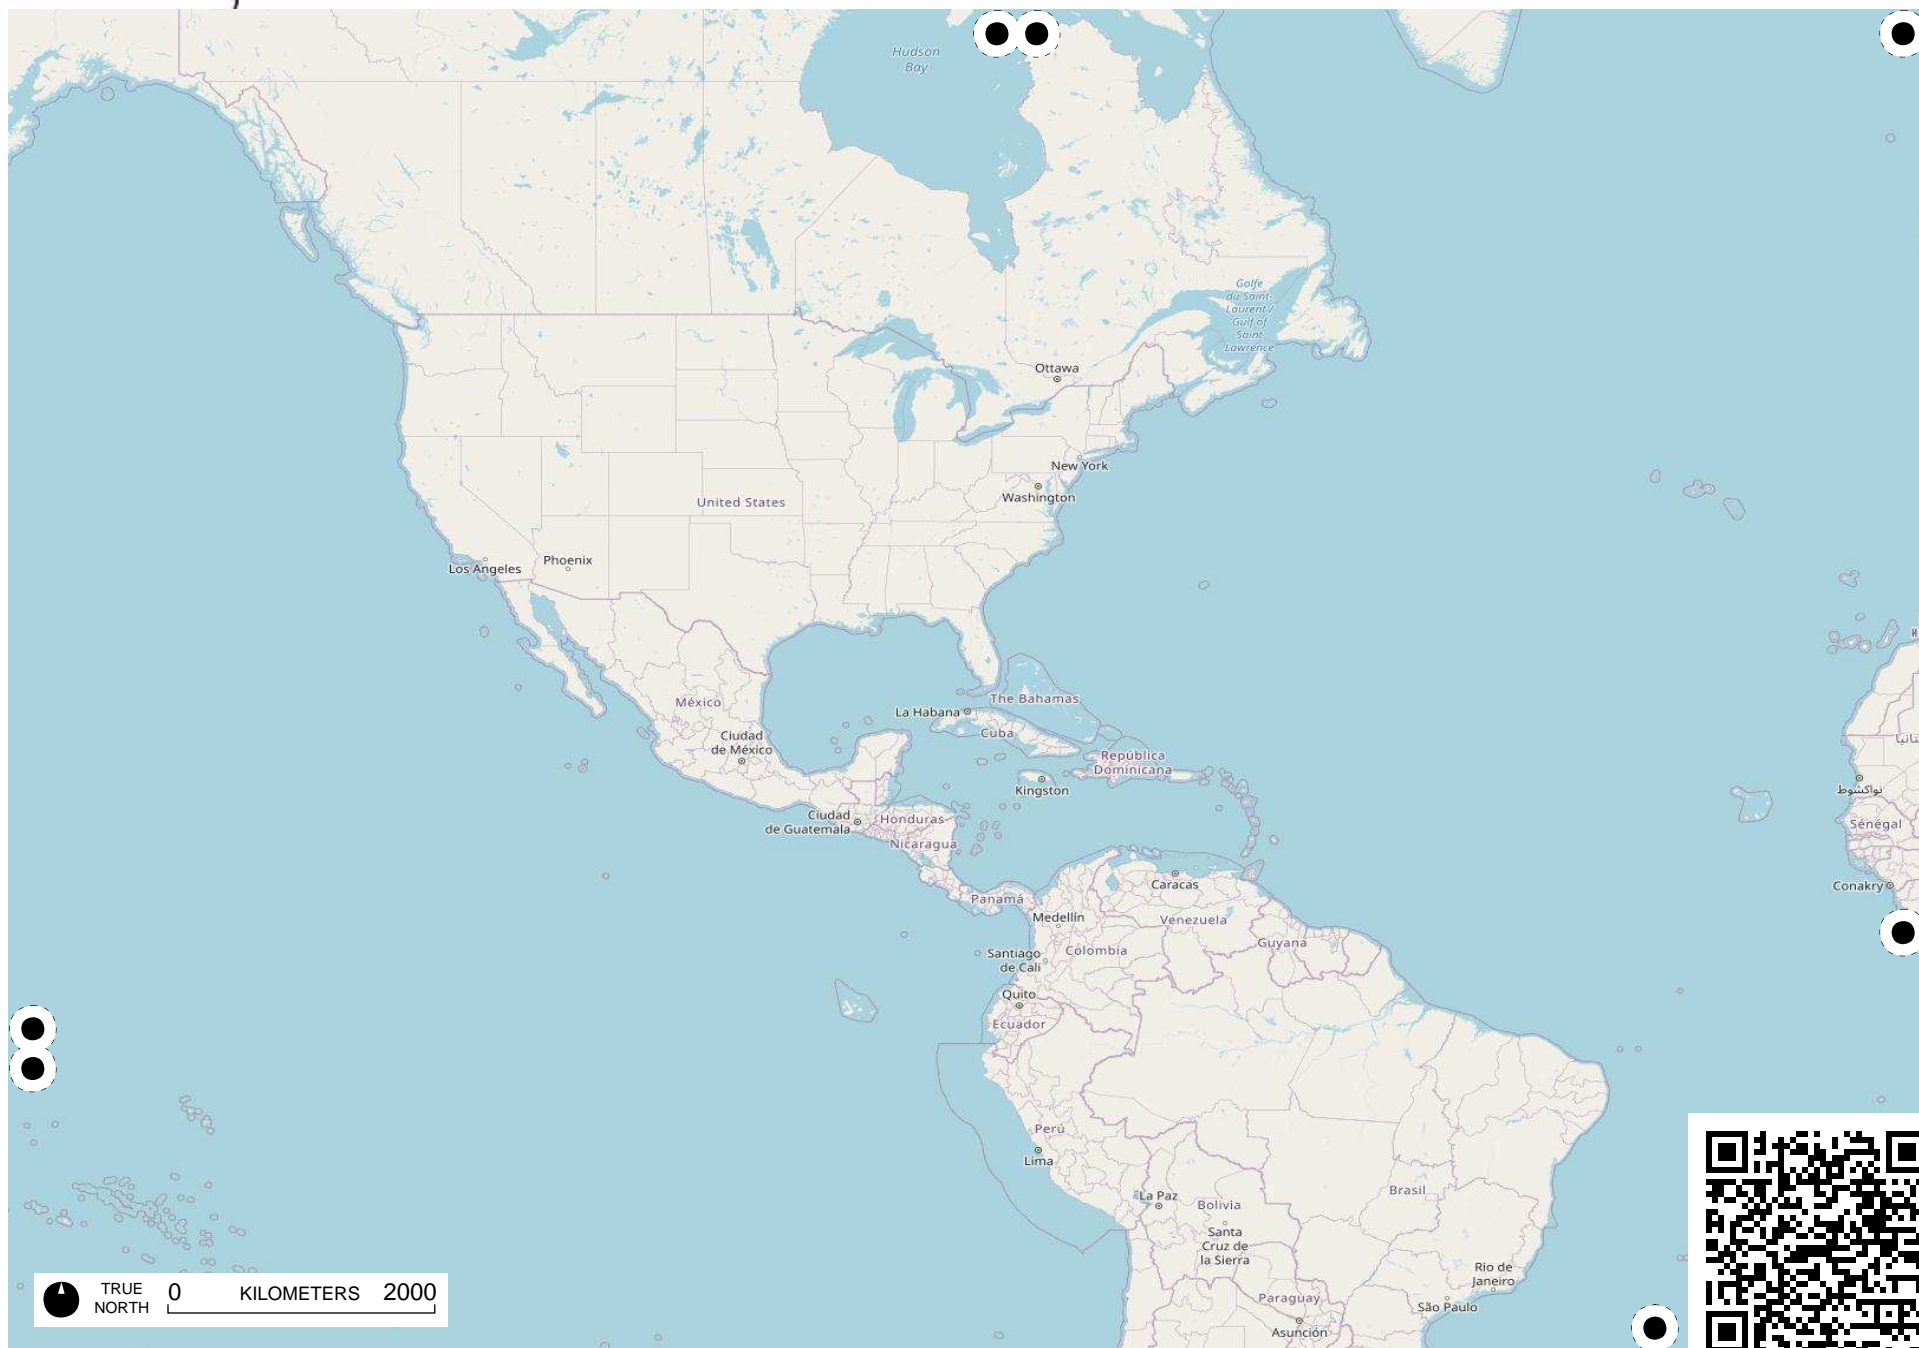 Hudson
Bay
Golfe
du Saint-
Laurent /
Gulf of
Saint
Lawrence
Ottawa
New York
Washington
United States
Los Angeles
Phoenix
México
Ciudad
de México
La Habana
The Bahamas
Cuba
República
Dominicana
Kingston
Ciudad
de Guatemala
Honduras
Nicaragua
نواكشوط
Sénégal
Conakry
Panamá
Caracas
Medellín
Venezuela
Guyana
Colombia
Santiago
de Cali
Quito
Ecuador
Perú
Lima
La Paz
Bolivia
Brasil
Santa
Cruz de
la Sierra
Rio de
Janeiro
São Paulo
Paraguay
Asunción
TRUE
NORTH
0 KILOMETERS 2000